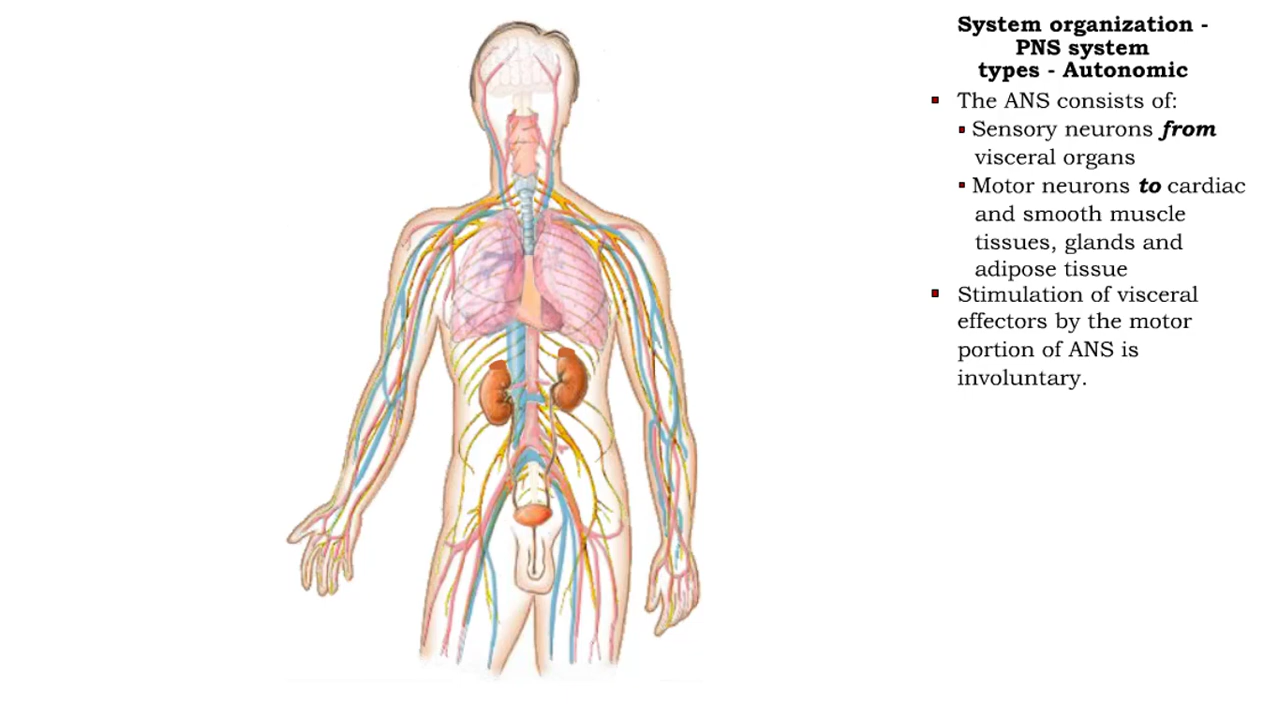 System organization -
PNS system
types - Autonomic
▪ The ANS consists of:
▪ Sensory neurons from
visceral organs
▪ Motor neurons to cardiac
and smooth muscle
tissues, glands and
adipose tissue
▪ Stimulation of visceral
effectors by the motor
portion of ANS is
involuntary.